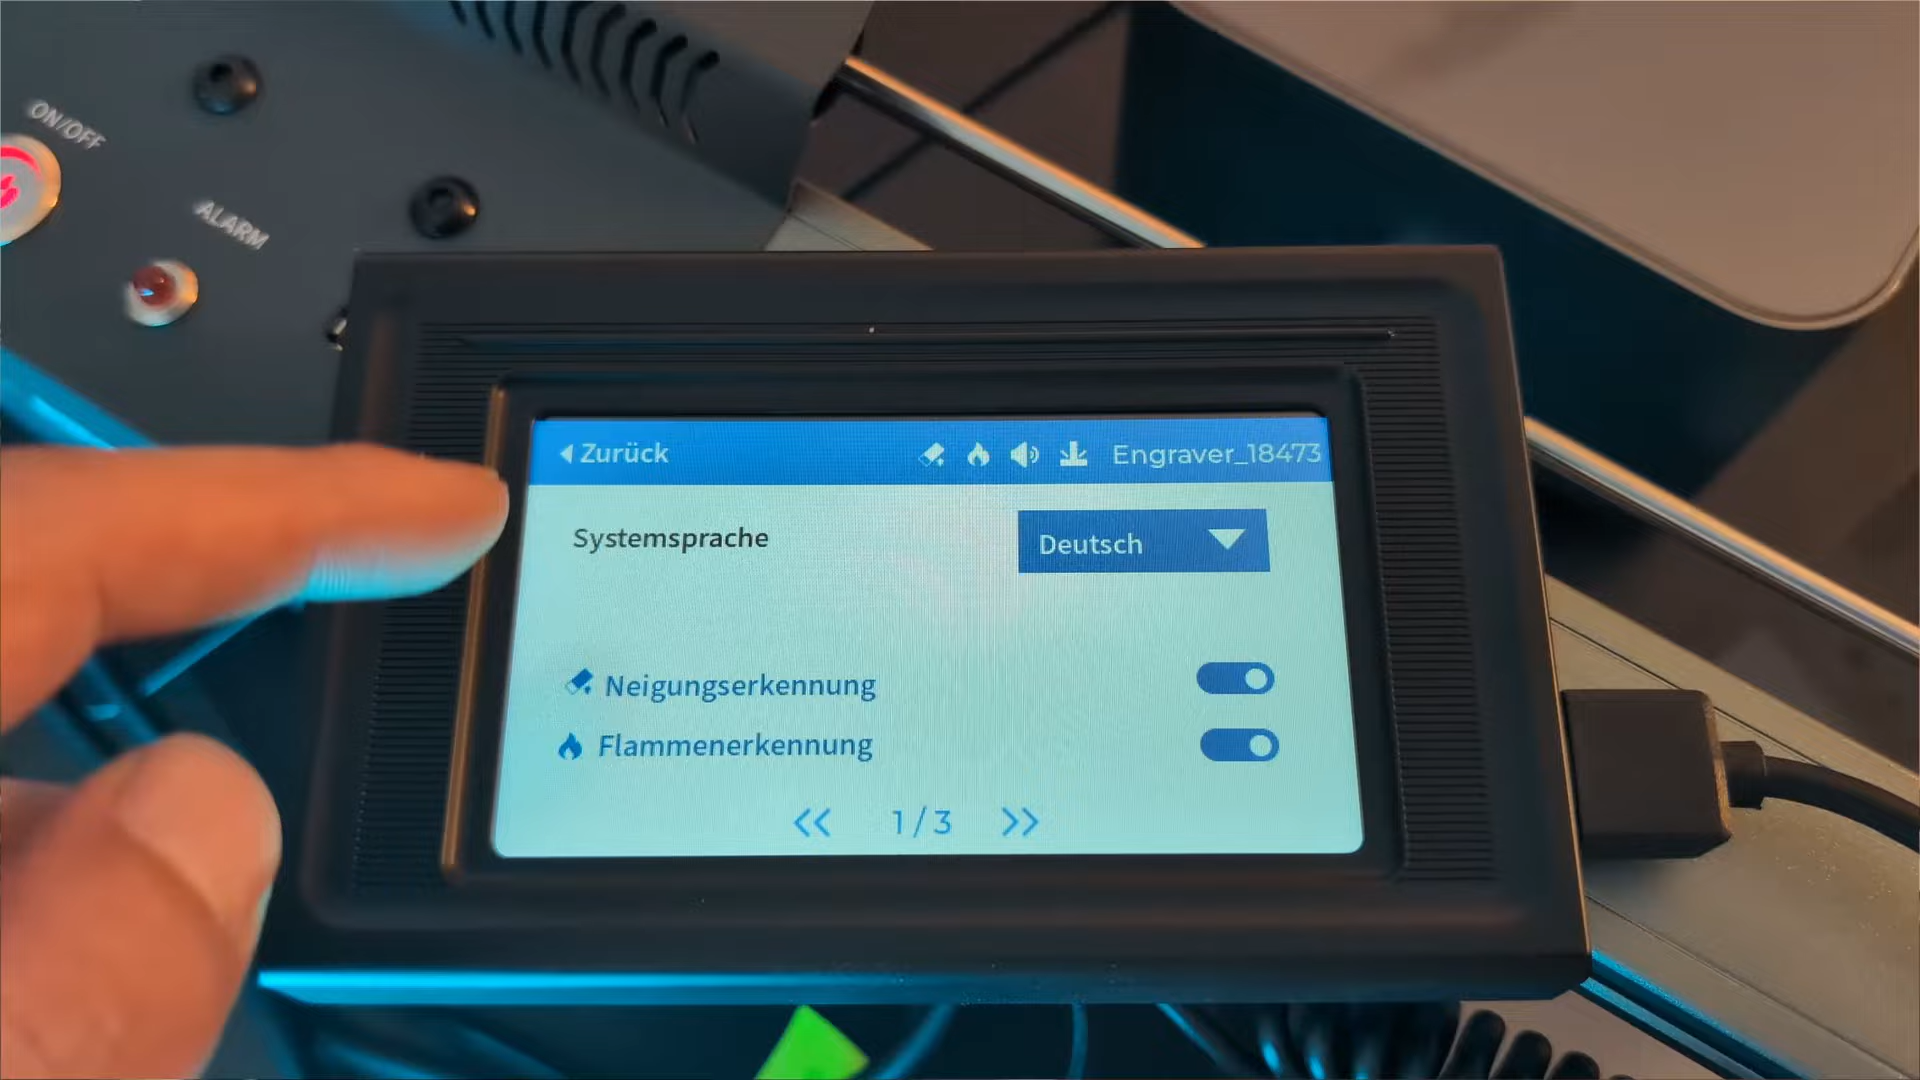 ON/OFF
ALARM
Zurück
Engraver_18473
Systemsprache
Deutsch
Neigungserkennung
Flammenerkennung
<< 1/3 >>